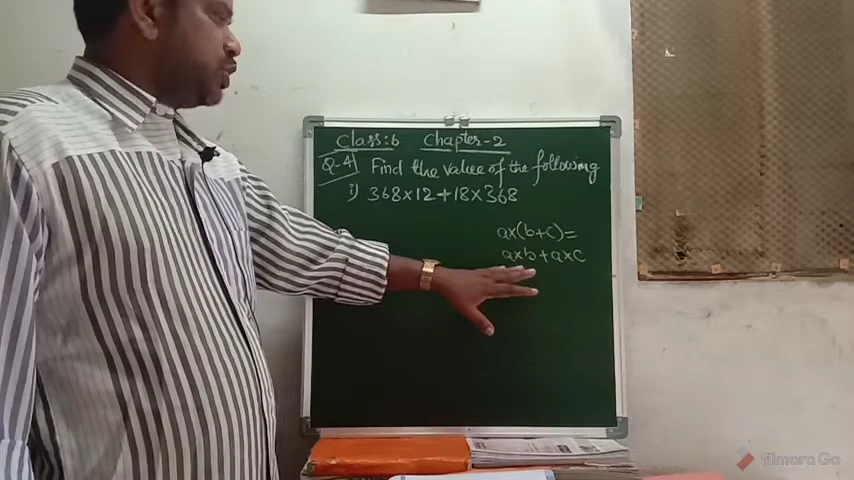 Class:6 Chapter-2
Q-4 Find the value of the following
i) 368×12+18×368
a×(b+c)=
a×b+a×c
filmora Go